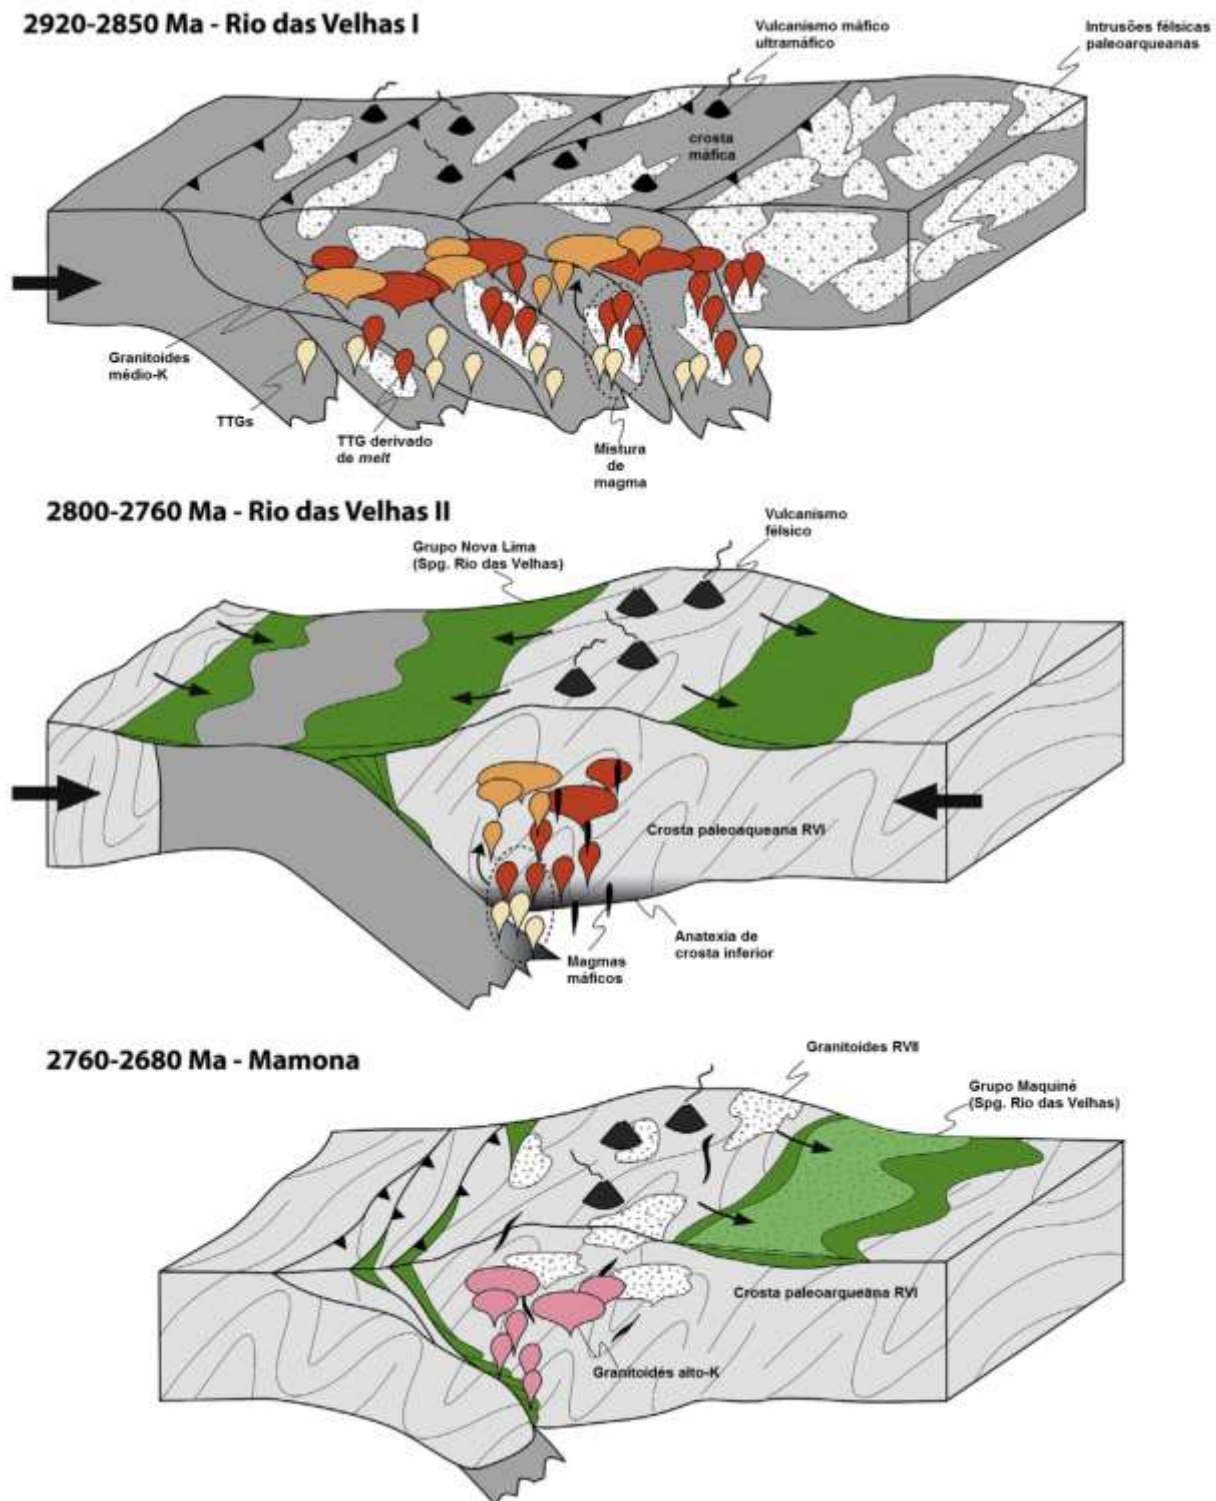 2920-2850 Ma - Rio das Velhas I
Vulcanismo máfico
ultramáfico
Intrusões félsicas
paleoarqueanas
crosta
máfica
Granitoides
médio-K
TTGs
TTG derivado
de melt
Mistura
de
magma
2800-2760 Ma - Rio das Velhas II
Vulcanismo
félsico
Grupo Nova Lima
(Spg. Rio das Velhas)
Crosta paleoaqueana RVI
Anatexia de
crosta inferior
Magmas
máficos
2760-2680 Ma - Mamona
Granitoides RVII
Grupo Maquiné
(Spg. Rio das Velhas)
Crosta paleoarqueana RVI
Granitoides alto-K